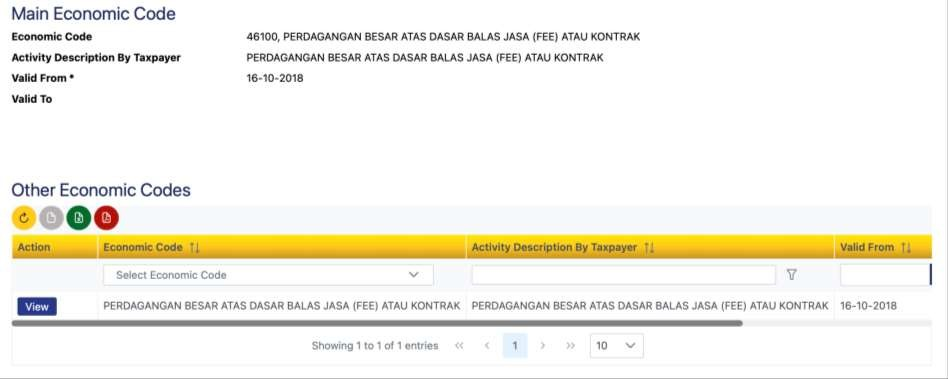 Main Economic Code
Economic Code 46100, PERDAGANGAN BESAR ATAS DASAR BALAS JASA (FEE) ATAU KONTRAK
Activity Description By Taxpayer PERDAGANGAN BESAR ATAS DASAR BALAS JASA (FEE) ATAU KONTRAK
Valid From * 16-10-2018
Valid To
Other Economic Codes
Action Economic Code Activity Description By Taxpayer Valid From
Select Economic Code
View PERDAGANGAN BESAR ATAS DASAR BALAS JASA (FEE) ATAU KONTRAK PERDAGANGAN BESAR ATAS DASAR BALAS JASA (FEE) ATAU KONTRAK 16-10-2018
Showing 1 to 1 of 1 entries << < 1 > >> 10